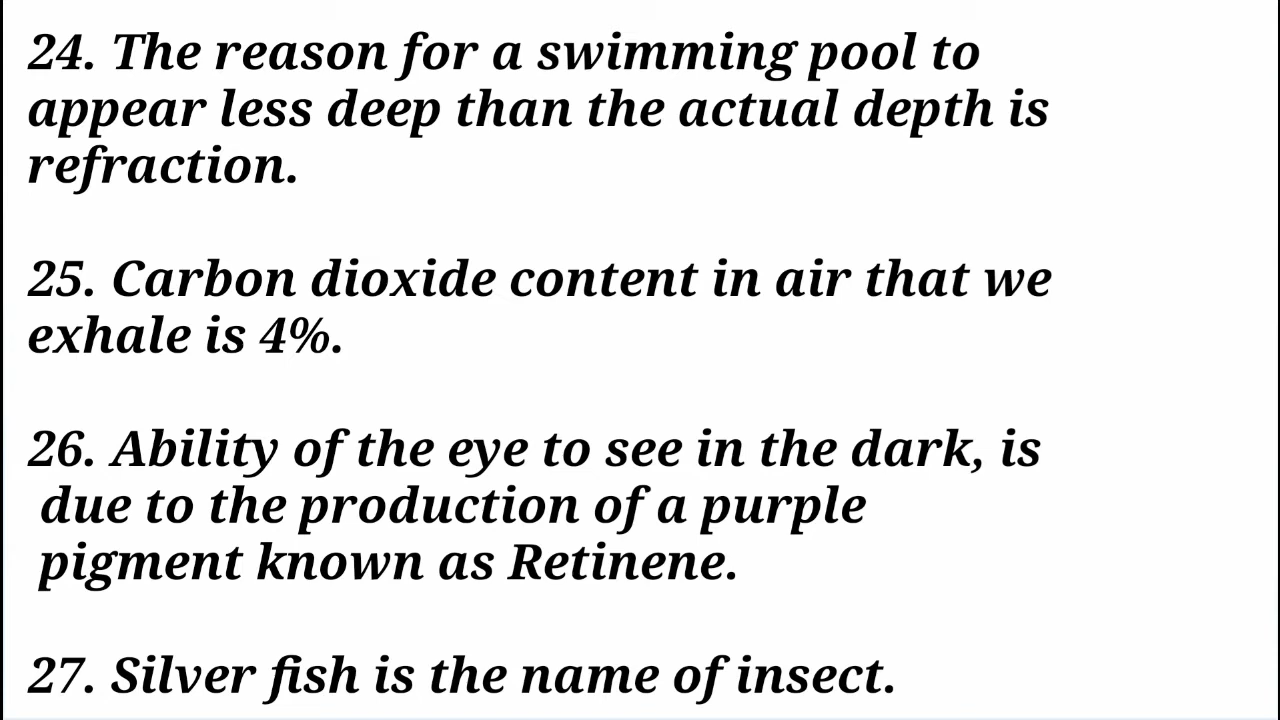 24. The reason for a swimming pool to
appear less deep than the actual depth is
refraction.
25. Carbon dioxide content in air that we
exhale is 4%.
26. Ability of the eye to see in the dark, is
due to the production of a purple
pigment known as Retinene.
27. Silver fish is the name of insect.